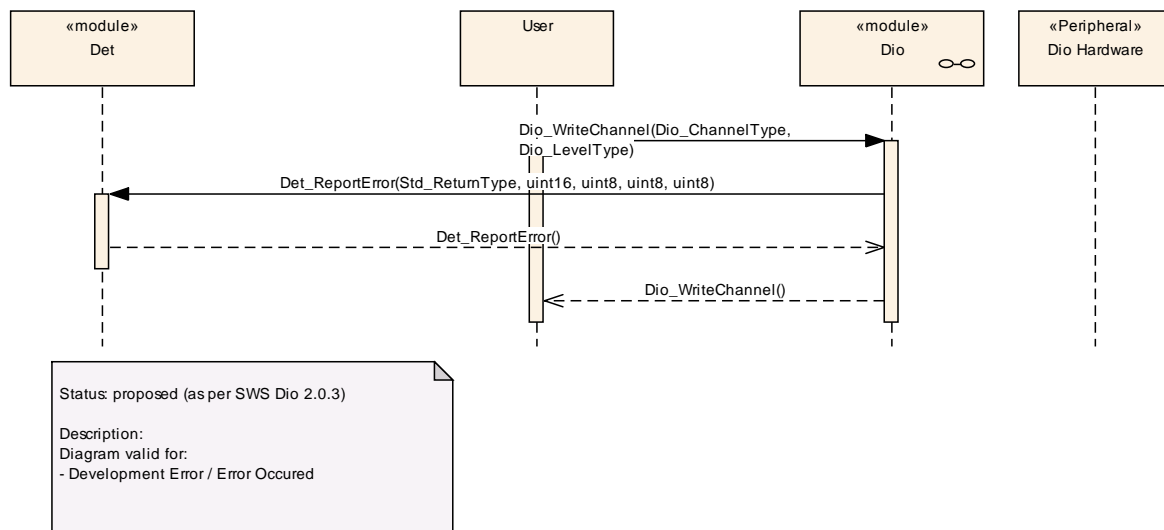 «module»
Det
User
«module»
Dio
«Peripheral»
Dio Hardware
Dio_WriteChannel(Dio_ChannelType,
Dio_LevelType)
Det_ReportError(Std_ReturnType, uint16, uint8, uint8, uint8)
Det_ReportError()
Dio_WriteChannel()
Status: proposed (as per SWS Dio 2.0.3)
Description:
Diagram valid for:
- Development Error / Error Occured